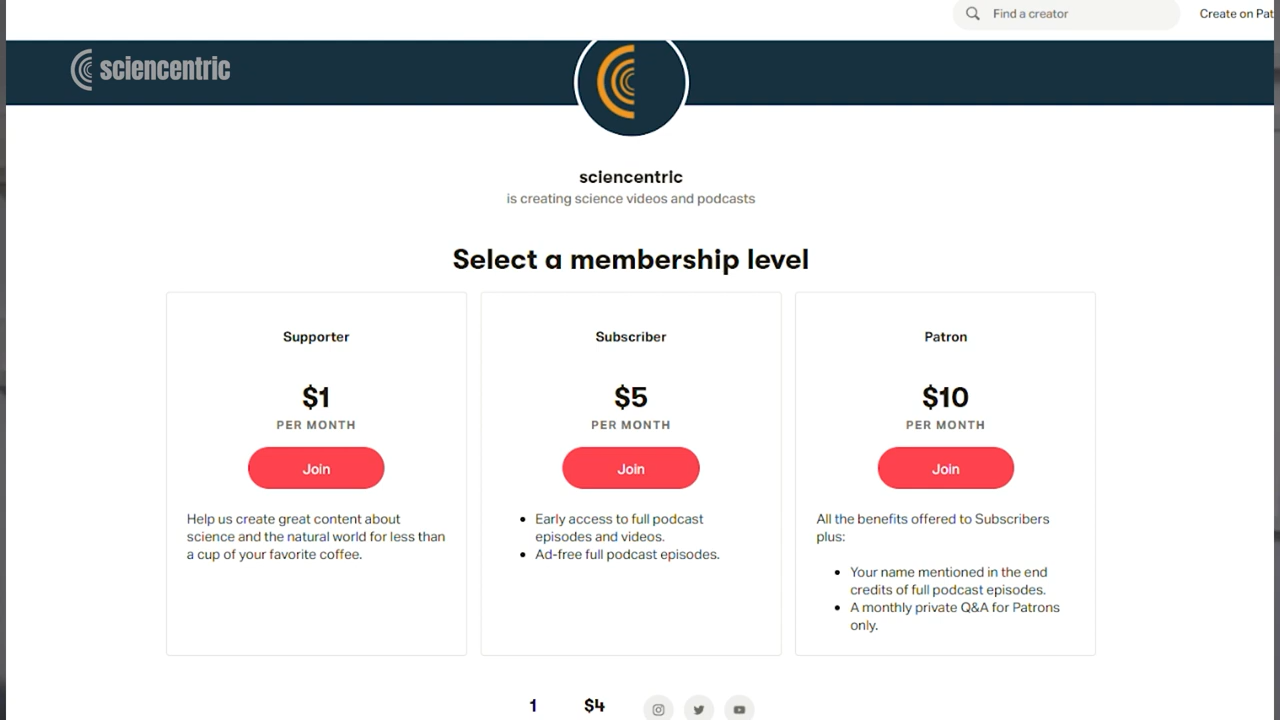 Find a creator
Create on Pat
sciencentric
sciencentric
is creating science videos and podcasts
Select a membership level
Supporter
$1
PER MONTH
Join
Help us create great content about
science and the natural world for less than
a cup of your favorite coffee.
Subscriber
$5
PER MONTH
Join
Early access to full podcast
episodes and videos.
Ad-free full podcast episodes.
Patron
$10
PER MONTH
Join
All the benefits offered to Subscribers
plus:
Your name mentioned in the end
credits of full podcast episodes.
A monthly private Q&A for Patrons
only.
1
$4